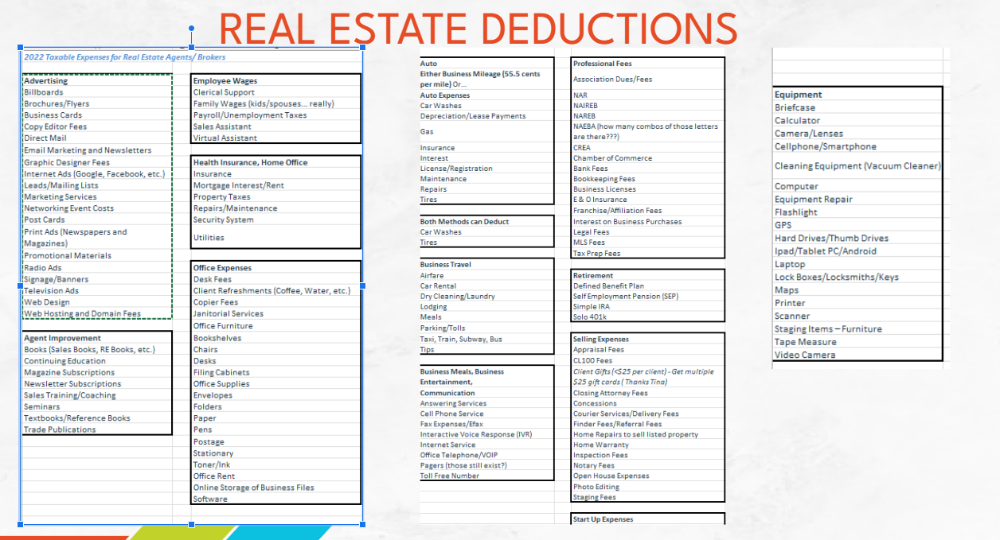 REAL ESTATE DEDUCTIONS
2022 Taxable Expenses for Real Estate Agents/ Brokers
Advertising
Billboards
Brochures/Flyers
Business Cards
Copy Editor Fees
Direct Mail
Email Marketing and Newsletters
Graphic Designer Fees
Internet Ads (Google, Facebook, etc.)
Leads/Mailing Lists
Marketing Services
Networking Event Costs
Post Cards
Print Ads (Newspapers and
Magazines)
Promotional Materials
Radio Ads
Signage/Banners
Television Ads
Web Design
Web Hosting and Domain Fees
Agent Improvement
Books (Sales Books, RE Books, etc.)
Continuing Education
Magazine Subscriptions
Newsletter Subscriptions
Sales Training/Coaching
Seminars
Textbooks/Reference Books
Trade Publications
Employee Wages
Clerical Support
Family Wages (kids/spouses... really)
Payroll/Unemployment Taxes
Sales Assistant
Virtual Assistant
Health Insurance, Home Office
Insurance
Mortgage Interest/Rent
Property Taxes
Repairs/Maintenance
Security System
Utilities
Office Expenses
Desk Fees
Client Refreshments (Coffee, Water, etc.)
Copier Fees
Janitorial Services
Office Furniture
Bookshelves
Chairs
Desks
Filing Cabinets
Office Supplies
Envelopes
Folders
Paper
Pens
Postage
Stationary
Toner/Ink
Office Rent
Online Storage of Business Files
Software
Auto
Either Business Mileage (55.5 cents
per mile) Or...
Auto Expenses
Car Washes
Depreciation/Lease Payments
Gas
Insurance
Interest
License/Registration
Maintenance
Repairs
Tires
Both Methods can Deduct
Car Washes
Tires
Business Travel
Airfare
Car Rental
Dry Cleaning/Laundry
Lodging
Meals
Parking/Tolls
Taxi, Train, Subway, Bus
Tips
Business Meals, Business
Entertainment,
Communication
Answering Services
Cell Phone Service
Fax Expenses/Efax
Interactive Voice Response (IVR)
Internet Service
Office Telephone/VOIP
Pagers (those still exist?)
Toll Free Number
Professional Fees
Association Dues/Fees
NAR
NAIREB
NAREB
NAEBA (how many combos of those letters
are there???)
CREA
Chamber of Commerce
Bank Fees
Bookkeeping Fees
Business Licenses
E & O Insurance
Franchise/Affiliation Fees
Interest on Business Purchases
Legal Fees
MLS Fees
Tax Prep Fees
Retirement
Defined Benefit Plan
Self Employment Pension (SEP)
Simple IRA
Solo 401k
Selling Expenses
Appraisal Fees
CL100 Fees
Client Gifts (<$25 per client) - Get multiple
$25 gift cards ( Thanks Tina)
Closing Attorney Fees
Concessions
Courier Services/Delivery Fees
Finder Fees/Referral Fees
Home Repairs to sell listed property
Home Warranty
Inspection Fees
Notary Fees
Open House Expenses
Photo Editing
Staging Fees
Start Up Expenses
Equipment
Briefcase
Calculator
Camera/Lenses
Cellphone/Smartphone
Cleaning Equipment (Vacuum Cleaner)
Computer
Equipment Repair
Flashlight
GPS
Hard Drives/Thumb Drives
Ipad/Tablet PC/Android
Laptop
Lock Boxes/Locksmiths/Keys
Maps
Printer
Scanner
Staging Items – Furniture
Tape Measure
Video Camera